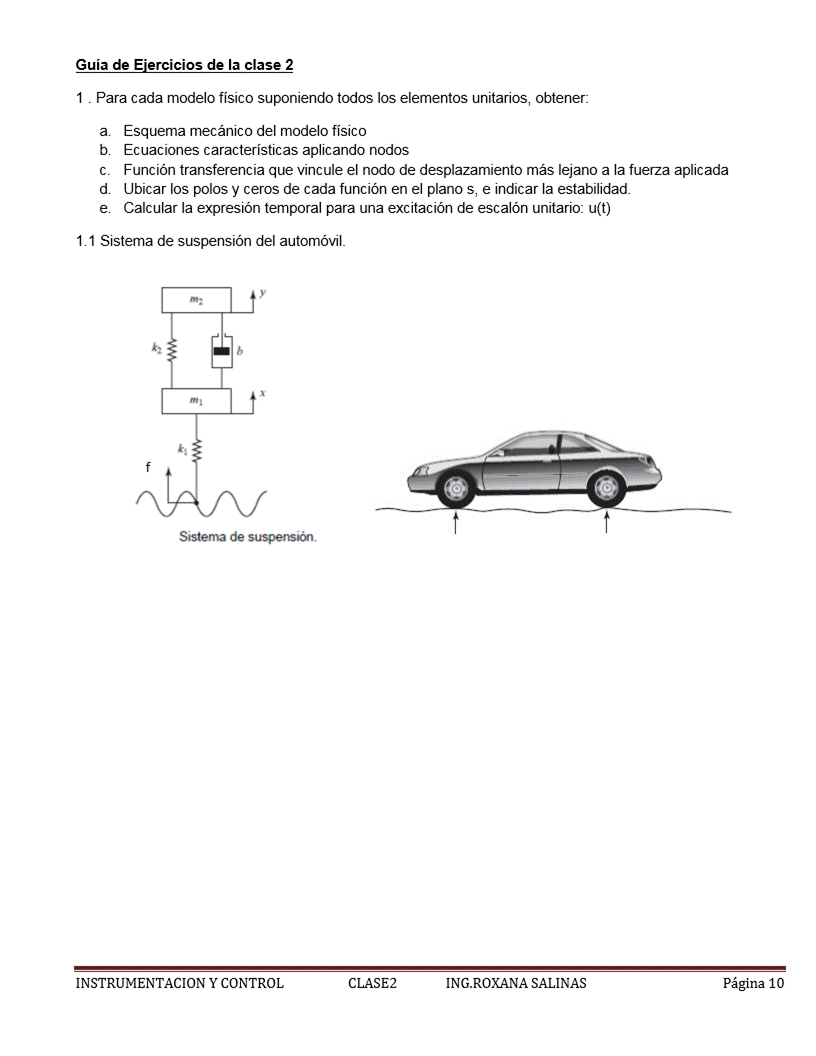 Guía de Ejercicios de la clase 2
1 . Para cada modelo físico suponiendo todos los elementos unitarios, obtener:
a. Esquema mecánico del modelo físico
b. Ecuaciones características aplicando nodos
c. Función transferencia que vincule el nodo de desplazamiento más lejano a la fuerza aplicada
d. Ubicar los polos y ceros de cada función en el plano s, e indicar la estabilidad.
e. Calcular la expresión temporal para una excitación de escalón unitario: u(t)
1.1 Sistema de suspensión del automóvil.
m₂
y
k₂
b
m₁
x
k₁
f
Sistema de suspensión.
INSTRUMENTACION Y CONTROL CLASE2 ING.ROXANA SALINAS Página 10